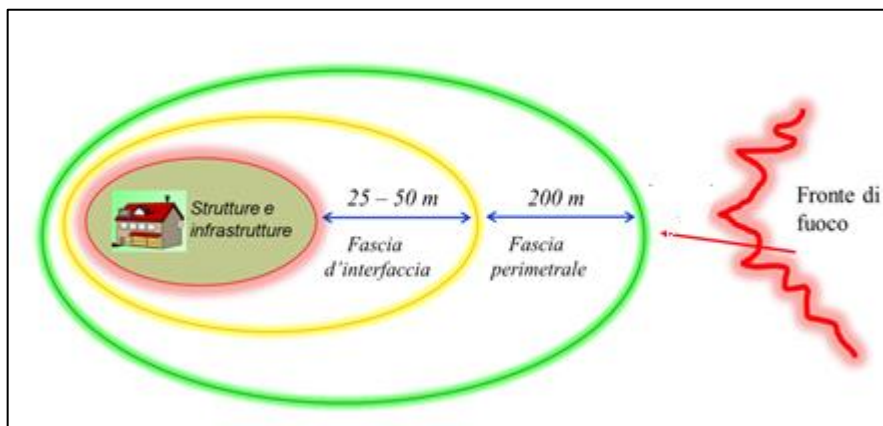 Strutture e
infrastrutture
25 – 50 m
Fascia
d'interfaccia
200 m
Fascia
perimetrale
Fronte di
fuoco